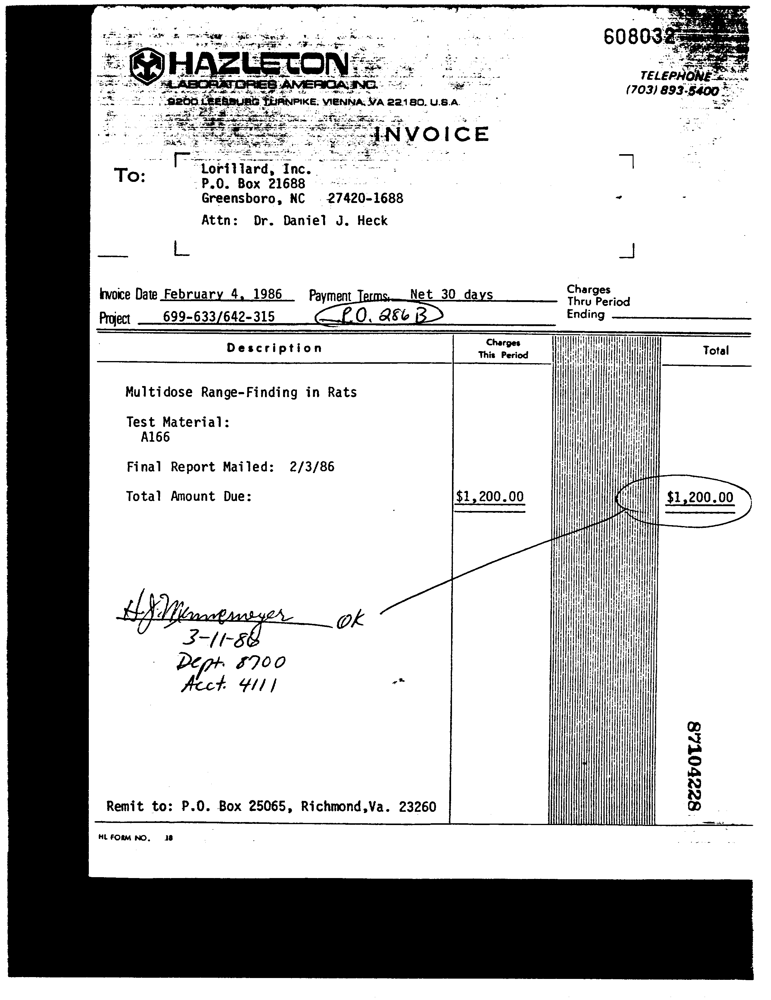 608032
HAZLETON
LABORATORIES AMERICA, INC.
9200 LEESBURG TURNPIKE, VIENNA, VA 22180, U.S.A.
TELEPHONE
(703) 893-5400
INVOICE
To:
Lorillard, Inc.
P.O. Box 21688
Greensboro, NC 27420-1688
Attn: Dr. Daniel J. Heck
Invoice Date February 4, 1986 Payment Terms Net 30 days
Charges
Thru Period
Ending
Project 699-633/642-315 P.O. 286 B
Description
Charges
This Period
Total
Multidose Range-Finding in Rats
Test Material:
A166
Final Report Mailed: 2/3/86
Total Amount Due: $1,200.00 $1,200.00
H.J. Minnemeyer OK
3-11-86
Dept. 8700
Acct. 4111
87104228
Remit to: P.O. Box 25065, Richmond,Va. 23260
HL FORM NO. 18